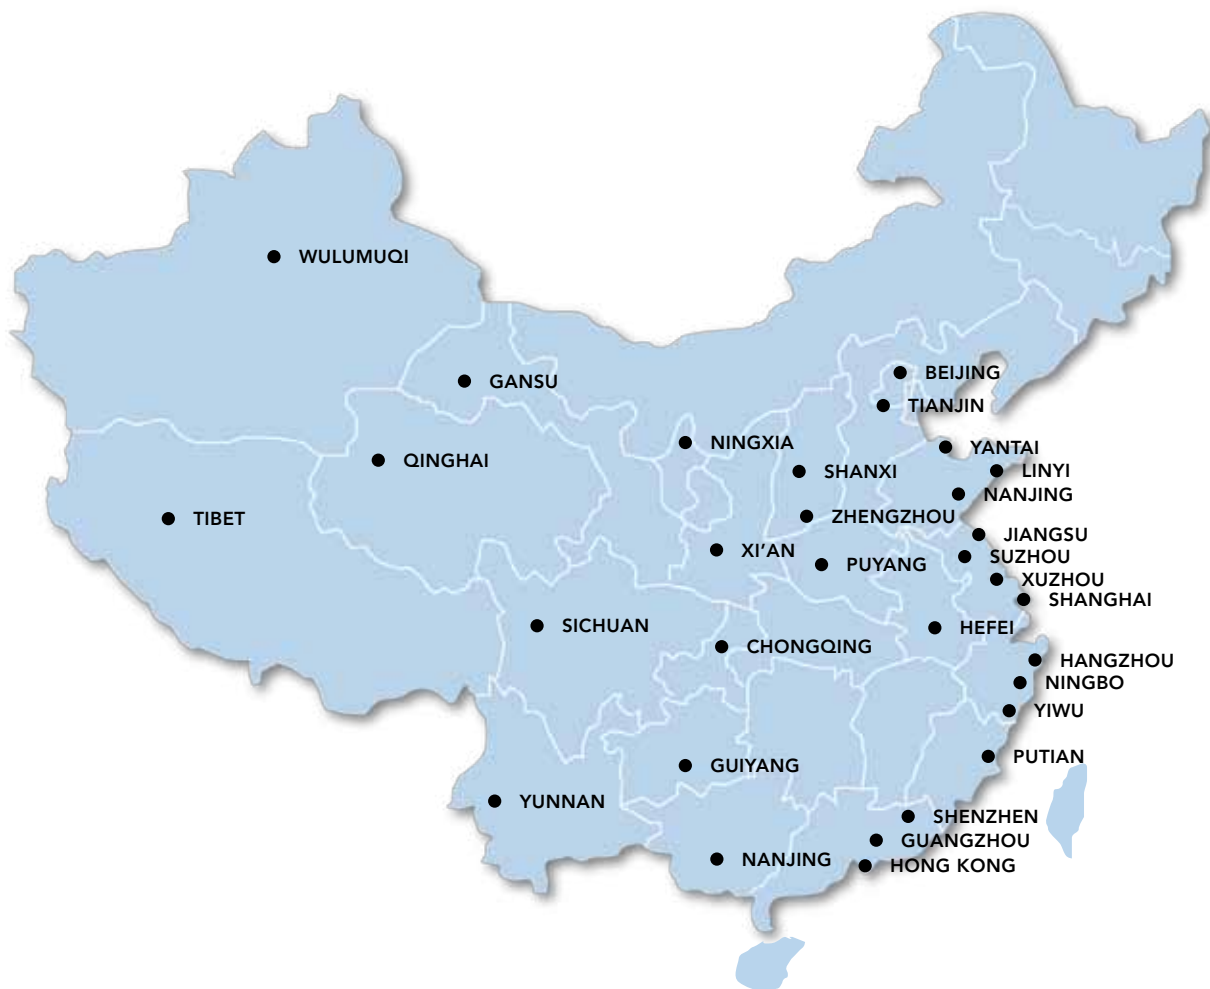 WULUMUQI
BEIJING
GANSU
TIANJIN
NINGXIA
YANTAI
QINGHAI
SHANXI
LINYI
NANJING
TIBET
ZHENGZHOU
JIANGSU
XI'AN
SUZHOU
PUYANG
XUZHOU
SHANGHAI
SICHUAN
HEFEI
CHONGQING
HANGZHOU
NINGBO
YIWU
PUTIAN
GUIYANG
YUNNAN
SHENZHEN
GUANGZHOU
NANJING
HONG KONG